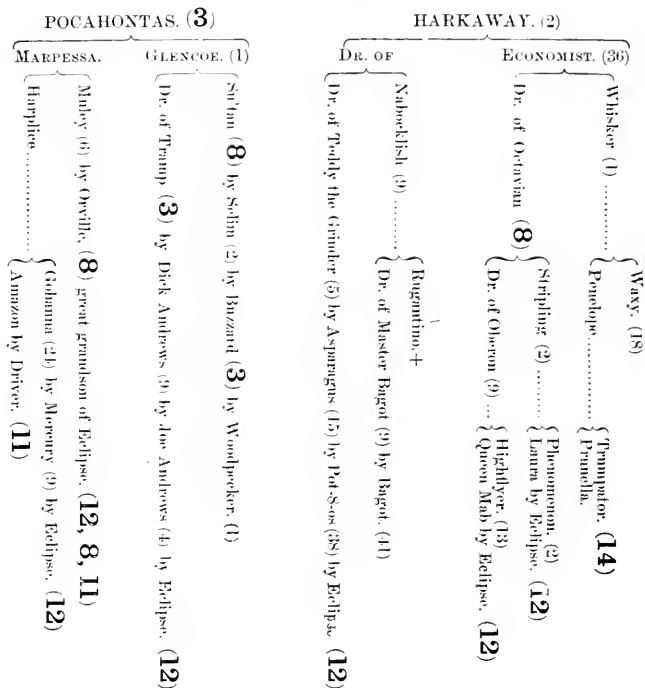 POCAHONTAS. (3)
HARKAWAY. (2)
MARPESSA.
GLENCOE. (1)
DR. OF
ECONOMIST. (36)
Harplice
Gohanna (24) by Mercury (9) by Eclipse. (12)
Amazon by Driver. (11)
Muley (6) by Orville, (8) great grandson of Eclipse. (12, 8, 11)
Dr. of Tramp (3) by Dick Andrews (9) by Joe Andrews (4) by Eclipse. (12)
Sultan (8) by Selim (2) by Buzzard (3) by Woodpecker. (1)
Dr. of Teddy the Grinder (5) by Asparagus (15) by Pot-8-os (38) by Eclipse. (12)
Nabocklish (9)
Rugantino.+
Dr. of Master Bagot (9) by Bagot. (41)
Dr. of Octavian (8)
Stripling (2)
Phenomenon. (2)
Laura by Eclipse. (12)
Dr. of Oberon (9)
Highflyer. (13)
Queen Mab by Eclipse. (12)
Whisker (1)
Waxy. (18)
Penelope
Trumpator. (14)
Prunella.